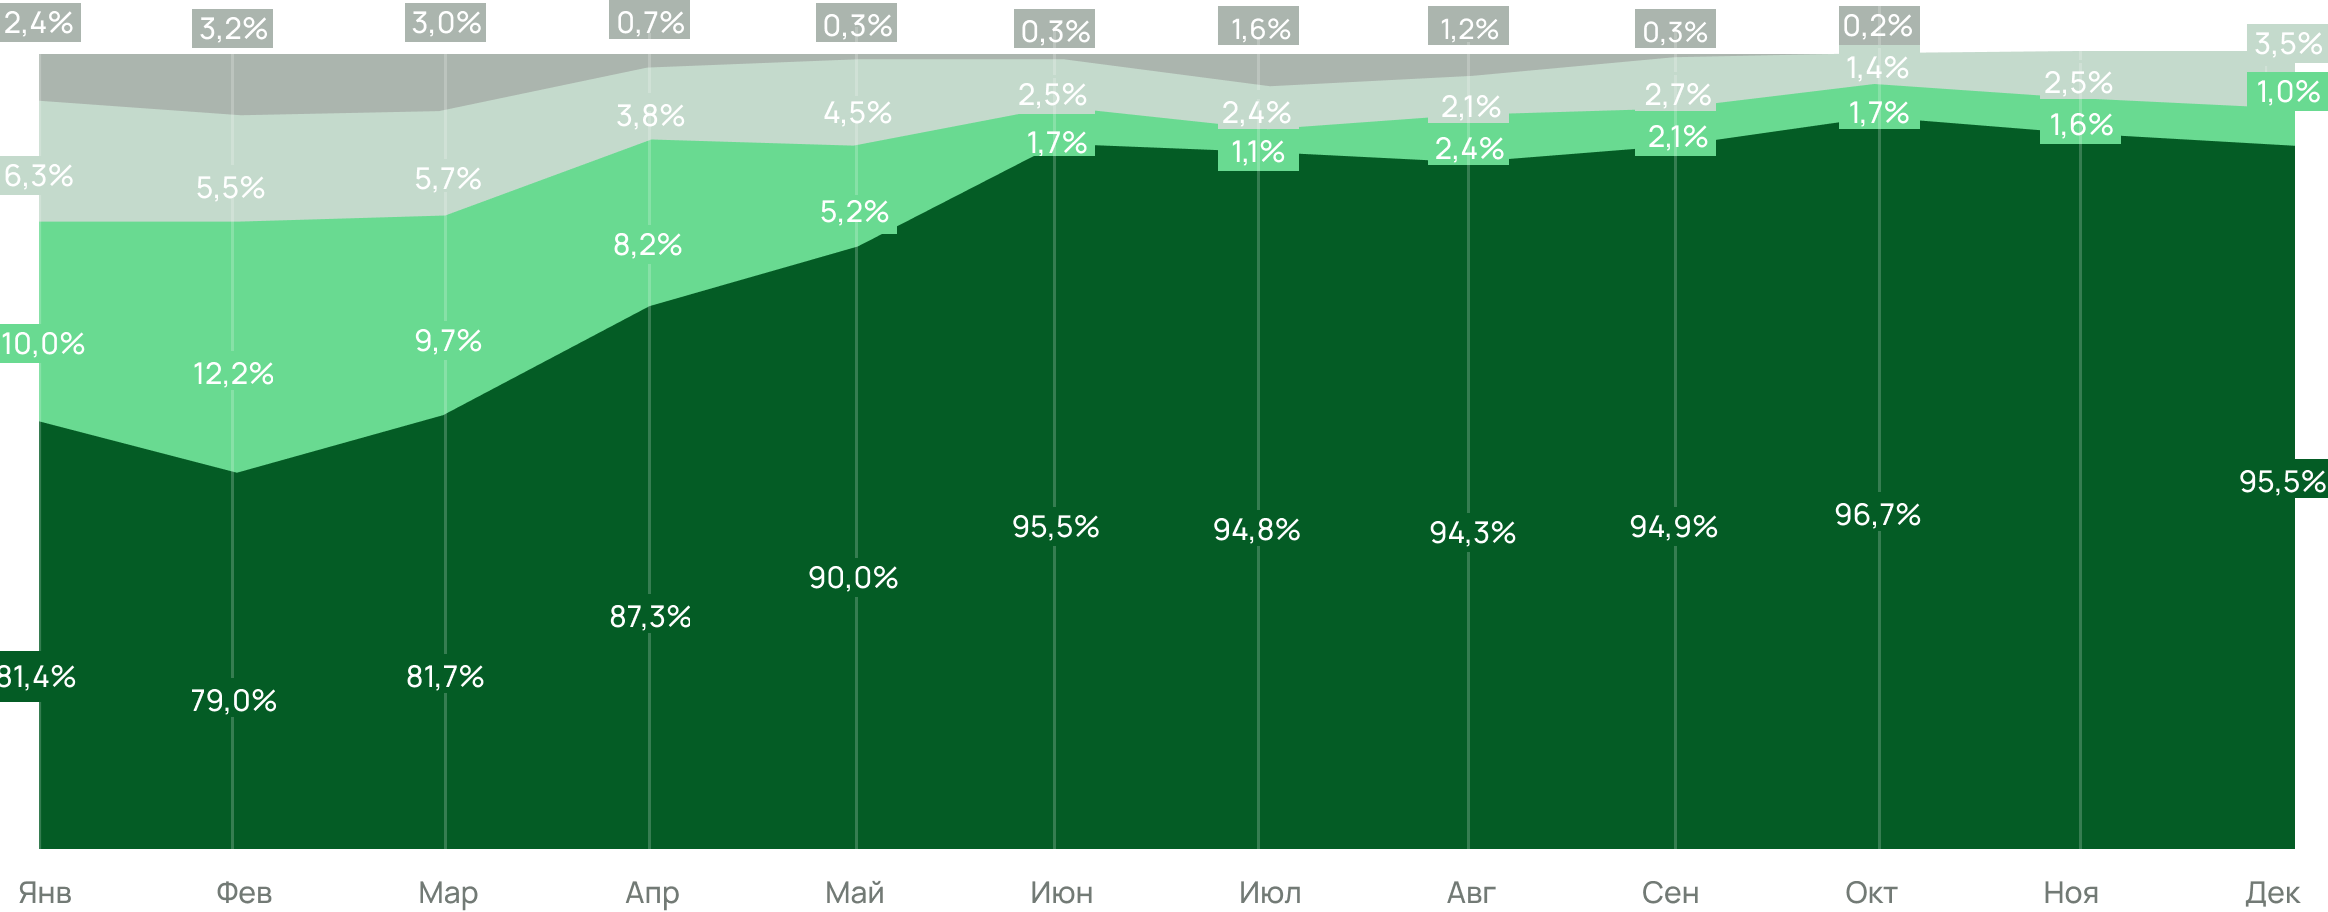 2,4% 3,2% 3,0% 0,7% 0,3% 0,3% 1,6% 1,2% 0,3% 0,2% 3,5%
6,3% 5,5% 5,7% 3,8% 4,5% 2,5% 2,4% 2,1% 2,7% 1,4% 2,5% 1,0%
10,0% 12,2% 9,7% 8,2% 5,2% 1,7% 1,1% 2,4% 2,1% 1,7% 1,6%
81,4% 79,0% 81,7% 87,3% 90,0% 95,5% 94,8% 94,3% 94,9% 96,7% 95,5%
Янв Фев Мар Апр Май Июн Июл Авг Сен Окт Ноя Дек